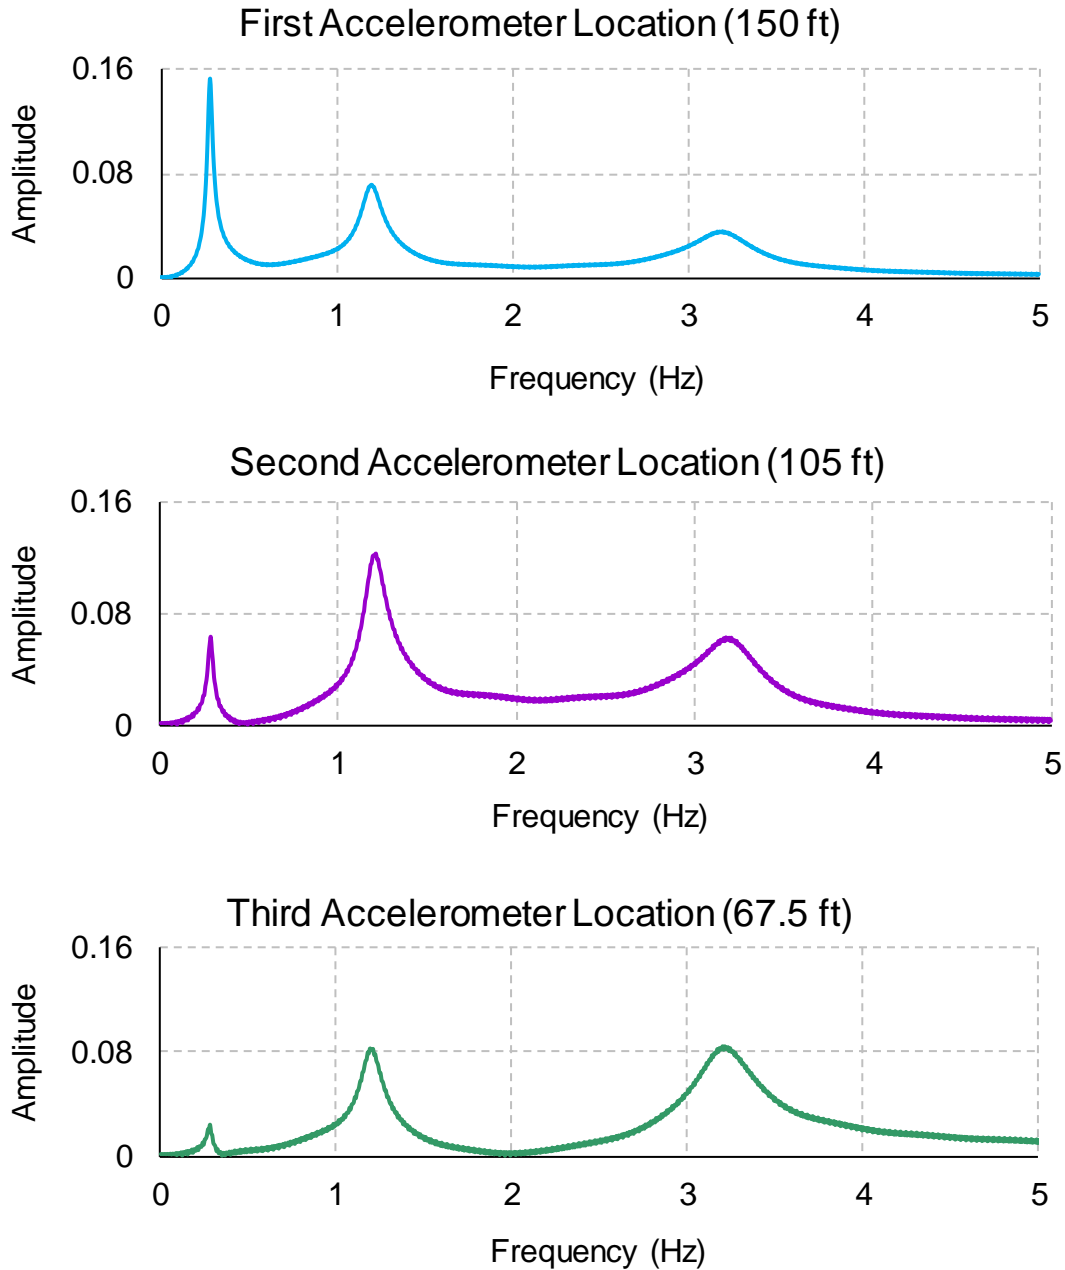 First Accelerometer Location (150 ft)
0.16
0.08
0
Amplitude
0 1 2 3 4 5
Frequency (Hz)
Second Accelerometer Location (105 ft)
0.16
0.08
0
Amplitude
0 1 2 3 4 5
Frequency (Hz)
Third Accelerometer Location (67.5 ft)
0.16
0.08
0
Amplitude
0 1 2 3 4 5
Frequency (Hz)